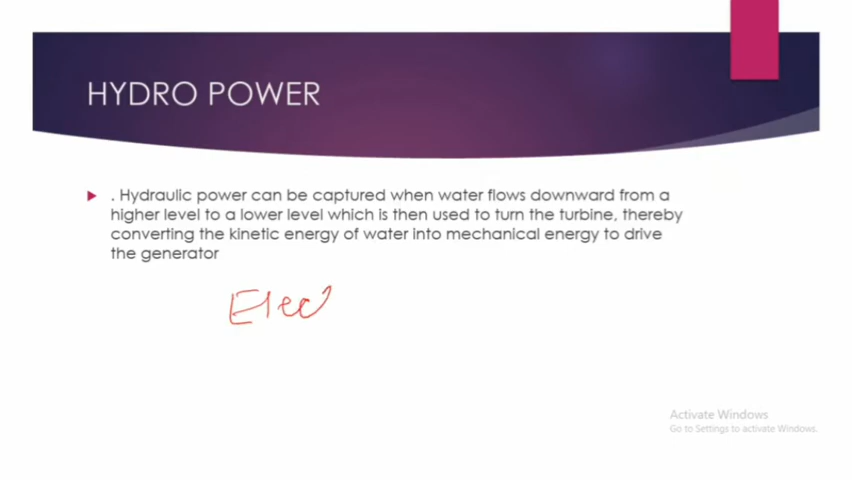 HYDRO POWER
. Hydraulic power can be captured when water flows downward from a
higher level to a lower level which is then used to turn the turbine, thereby
converting the kinetic energy of water into mechanical energy to drive
the generator
Elec
Activate Windows
Go to Settings to activate Windows.